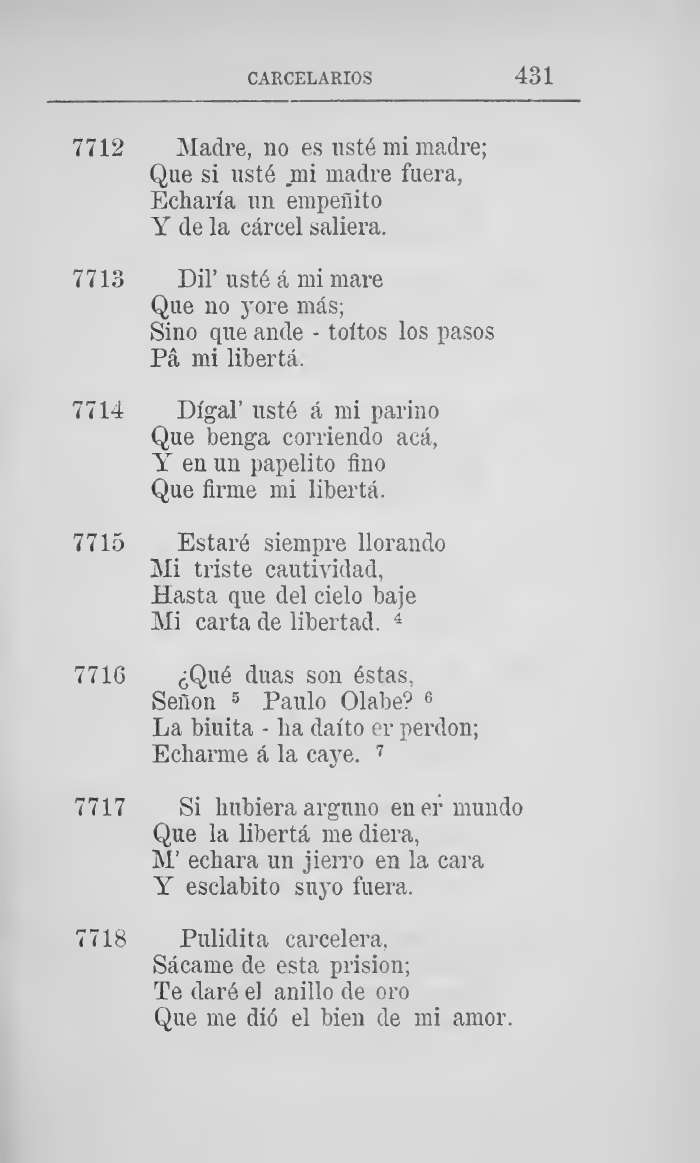 CARCELARIOS 431
7712 Madre, no es usté mi madre;
Que si usté mi madre fuera,
Echaría un empeñito
Y de la cárcel saliera.
7713 Dil' usté á mi mare
Que no yore más;
Sino que ande - toítos los pasos
Pâ mi libertá.
7714 Dígal' usté á mi parino
Que benga corriendo acá,
Y en un papelito fino
Que firme mi libertá.
7715 Estaré siempre llorando
Mi triste cautividad,
Hasta que del cielo baje
Mi carta de libertad. 4
7716 ¿Qué duas son éstas,
Señon 5 Paulo Olabe? 6
La biuita - ha daíto er perdon;
Echarme á la caye. 7
7717 Si hubiera arguno en er mundo
Que la libertá me diera,
M' echara un jierro en la cara
Y esclabito suyo fuera.
7718 Pulidita carcelera,
Sácame de esta prision;
Te daré el anillo de oro
Que me dió el bien de mi amor.